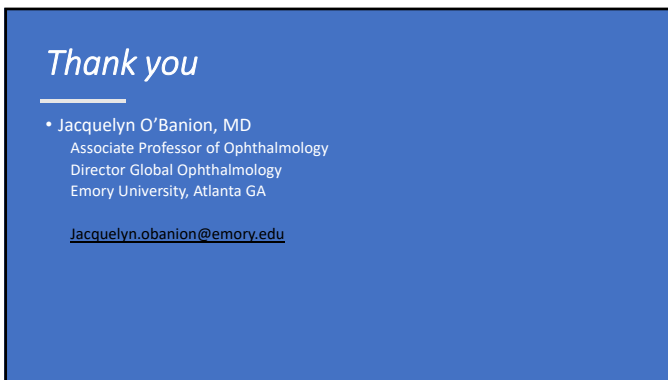 Thank you
• Jacquelyn O’Banion, MD
Associate Professor of Ophthalmology
Director Global Ophthalmology
Emory University, Atlanta GA
Jacquelyn.obanion@emory.edu